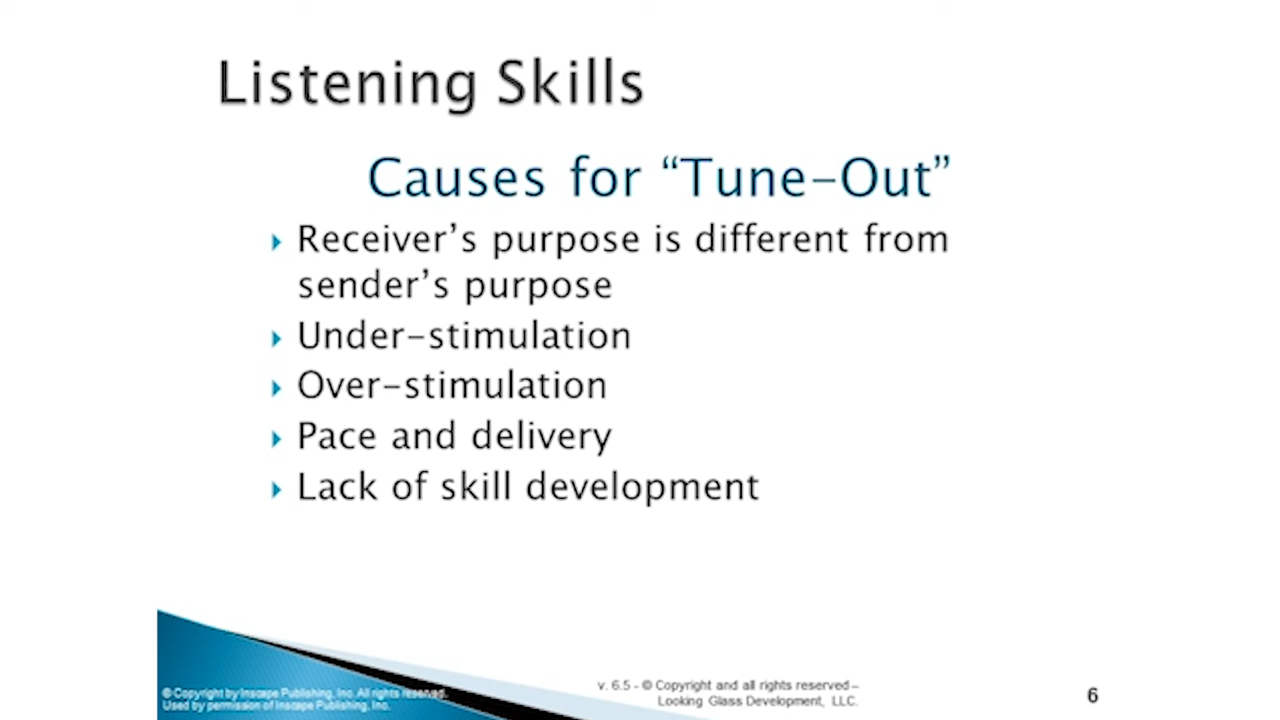 Listening Skills
Causes for “Tune-Out”
Receiver’s purpose is different from
sender’s purpose
Under-stimulation
Over-stimulation
Pace and delivery
Lack of skill development
© Copyright by Inscape Publishing, Inc. All rights reserved.
Used by permission of Inscape Publishing, Inc.
v. 6.5 - © Copyright and all rights reserved–
Looking Glass Development, LLC.
6